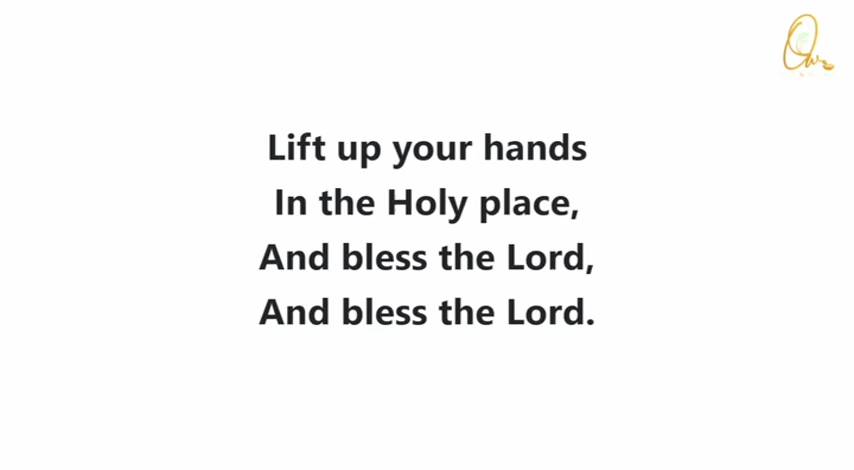 Lift up your hands
In the Holy place,
And bless the Lord,
And bless the Lord.